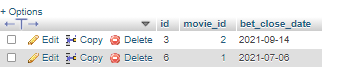 + Options
←T→ id movie_id bet_close_date
Edit Copy Delete 3 2 2021-09-14
Edit Copy Delete 6 1 2021-07-06